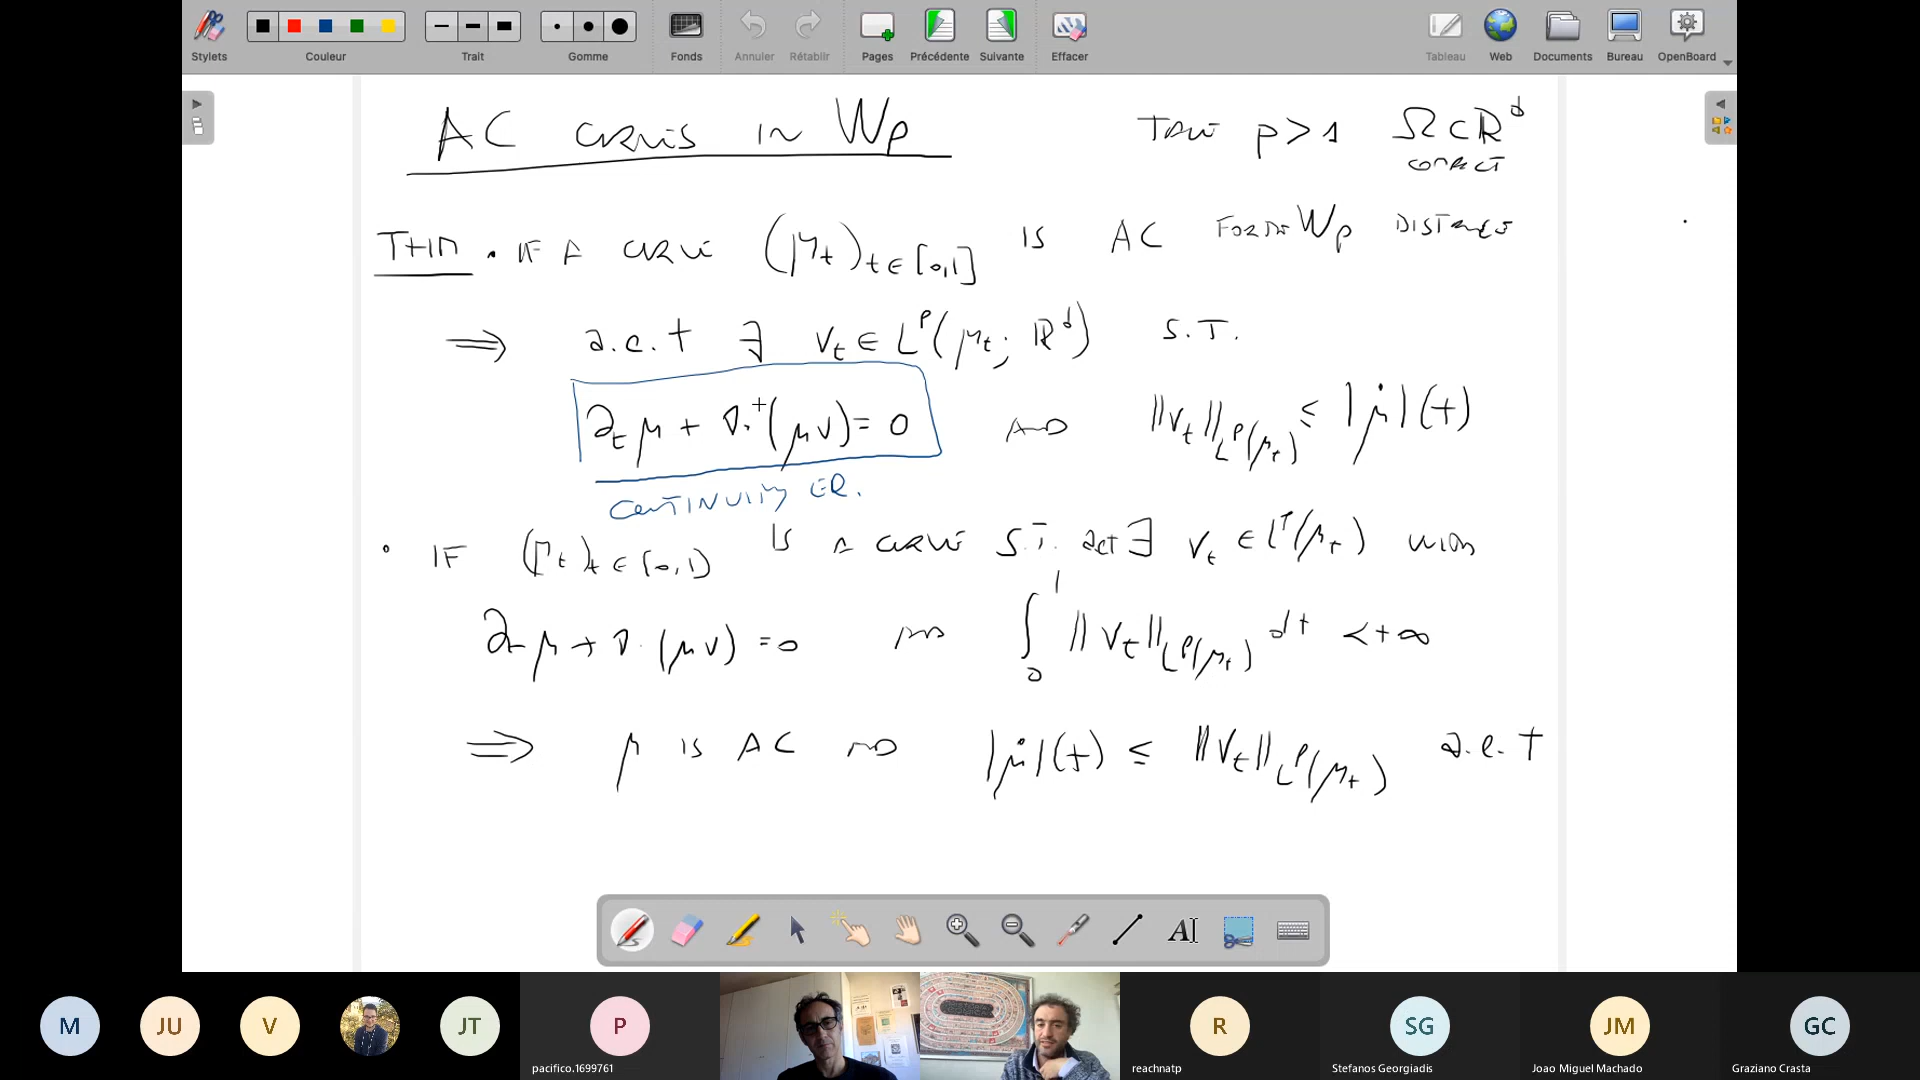 Stylets Couleur Trait Gomme Fonds Annuler Rétablir Pages Précédente Suivante Effacer Tableau Web Documents Bureau OpenBoard
AC CURVES IN Wp TAKE p > 1 Ω ⊂ ℝ^d
COMPACT
THM • IF A CURVE (μ_t)_{t∈[0,1]} IS AC FOR THE Wp DISTANCE
⟹ a.e. t ∃ v_t ∈ L^p(μ_t; ℝ^d) S.T.
∂_t μ + ∇·(μv) = 0 AND ||v_t||_{L^p(μ_t)} ≤ |μ̇|(t)
CONTINUITY EQ.
• IF (μ_t)_{t∈[0,1]} IS A CURVE S.T. a.e. t ∃ v_t ∈ L^p(μ_t) WITH
∂_t μ + ∇·(μv) = 0 AND ∫_0^1 ||v_t||_{L^p(μ_t)} dt < +∞
⟹ μ IS AC AND |μ̇|(t) ≤ ||v_t||_{L^p(μ_t)} a.e. t
M JU V JT P R SG JM GC
pacifico.1699761 reachnatp Stefanos Georgiadis Joao Miguel Machado Graziano Crasta